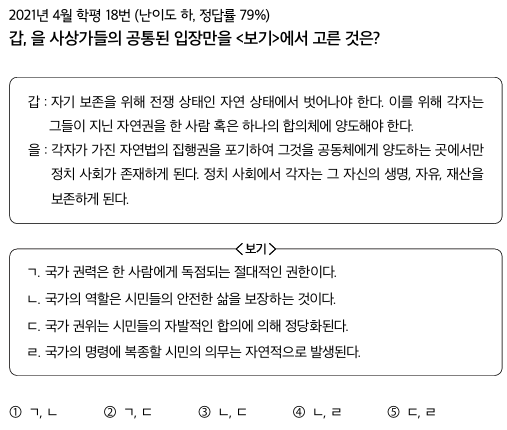 2021년 4월 학평 18번 (난이도 하, 정답률 79%)
갑, 을 사상가들의 공통된 입장만을 <보기>에서 고른 것은?
갑 : 자기 보존을 위해 전쟁 상태인 자연 상태에서 벗어나야 한다. 이를 위해 각자는
그들이 지닌 자연권을 한 사람 혹은 하나의 합의체에 양도해야 한다.
을 : 각자가 가진 자연법의 집행권을 포기하여 그것을 공동체에게 양도하는 곳에서만
정치 사회가 존재하게 된다. 정치 사회에서 각자는 그 자신의 생명, 자유, 재산을
보존하게 된다.
<보기>
ㄱ. 국가 권력은 한 사람에게 독점되는 절대적인 권한이다.
ㄴ. 국가의 역할은 시민들의 안전한 삶을 보장하는 것이다.
ㄷ. 국가 권위는 시민들의 자발적인 합의에 의해 정당화된다.
ㄹ. 국가의 명령에 복종할 시민의 의무는 자연적으로 발생된다.
① ㄱ, ㄴ ② ㄱ, ㄷ ③ ㄴ, ㄷ ④ ㄴ, ㄹ ⑤ ㄷ, ㄹ